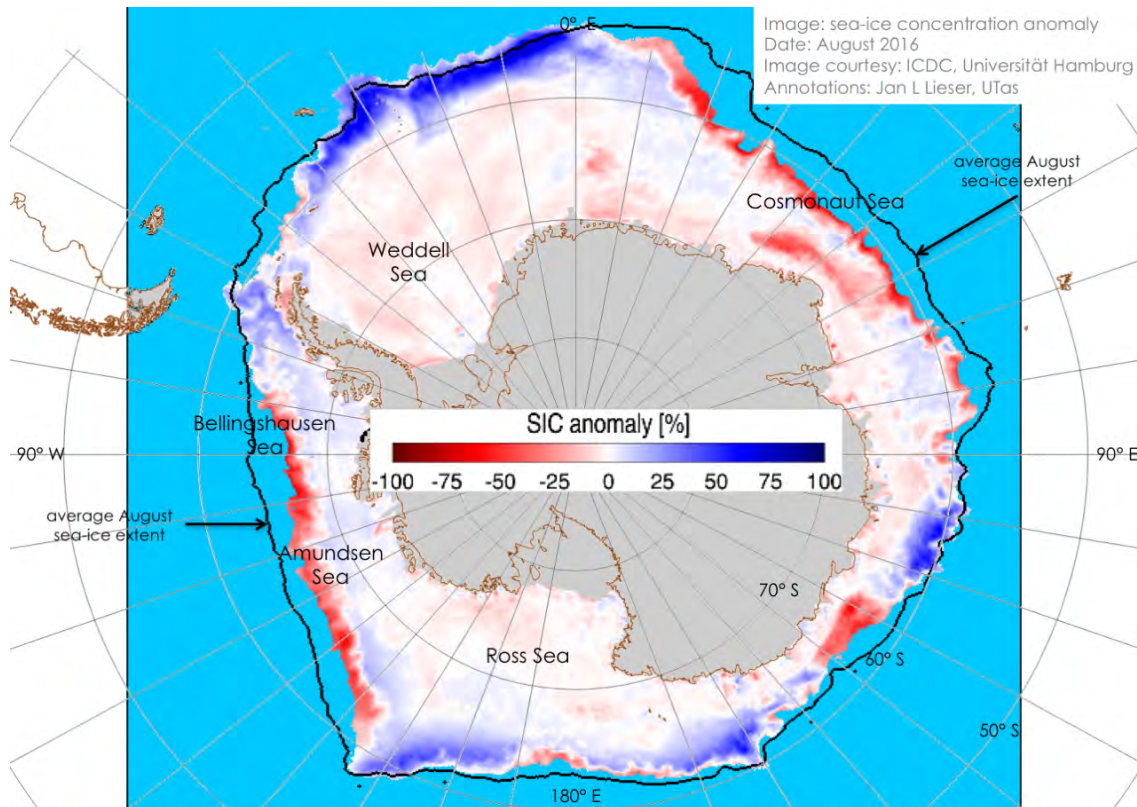 Image: sea-ice concentration anomaly
Date: August 2016
Image courtesy: ICDC, Universität Hamburg
Annotations: Jan L Lieser, UTas
0° E
average August
sea-ice extent
Cosmonaut Sea
Weddell
Sea
Bellingshausen
Sea
SIC anomaly [%]
-100 -75 -50 -25 0 25 50 75 100
90° W
90° E
average August
sea-ice extent
Amundsen
Sea
70° S
Ross Sea
60° S
50° S
180° E